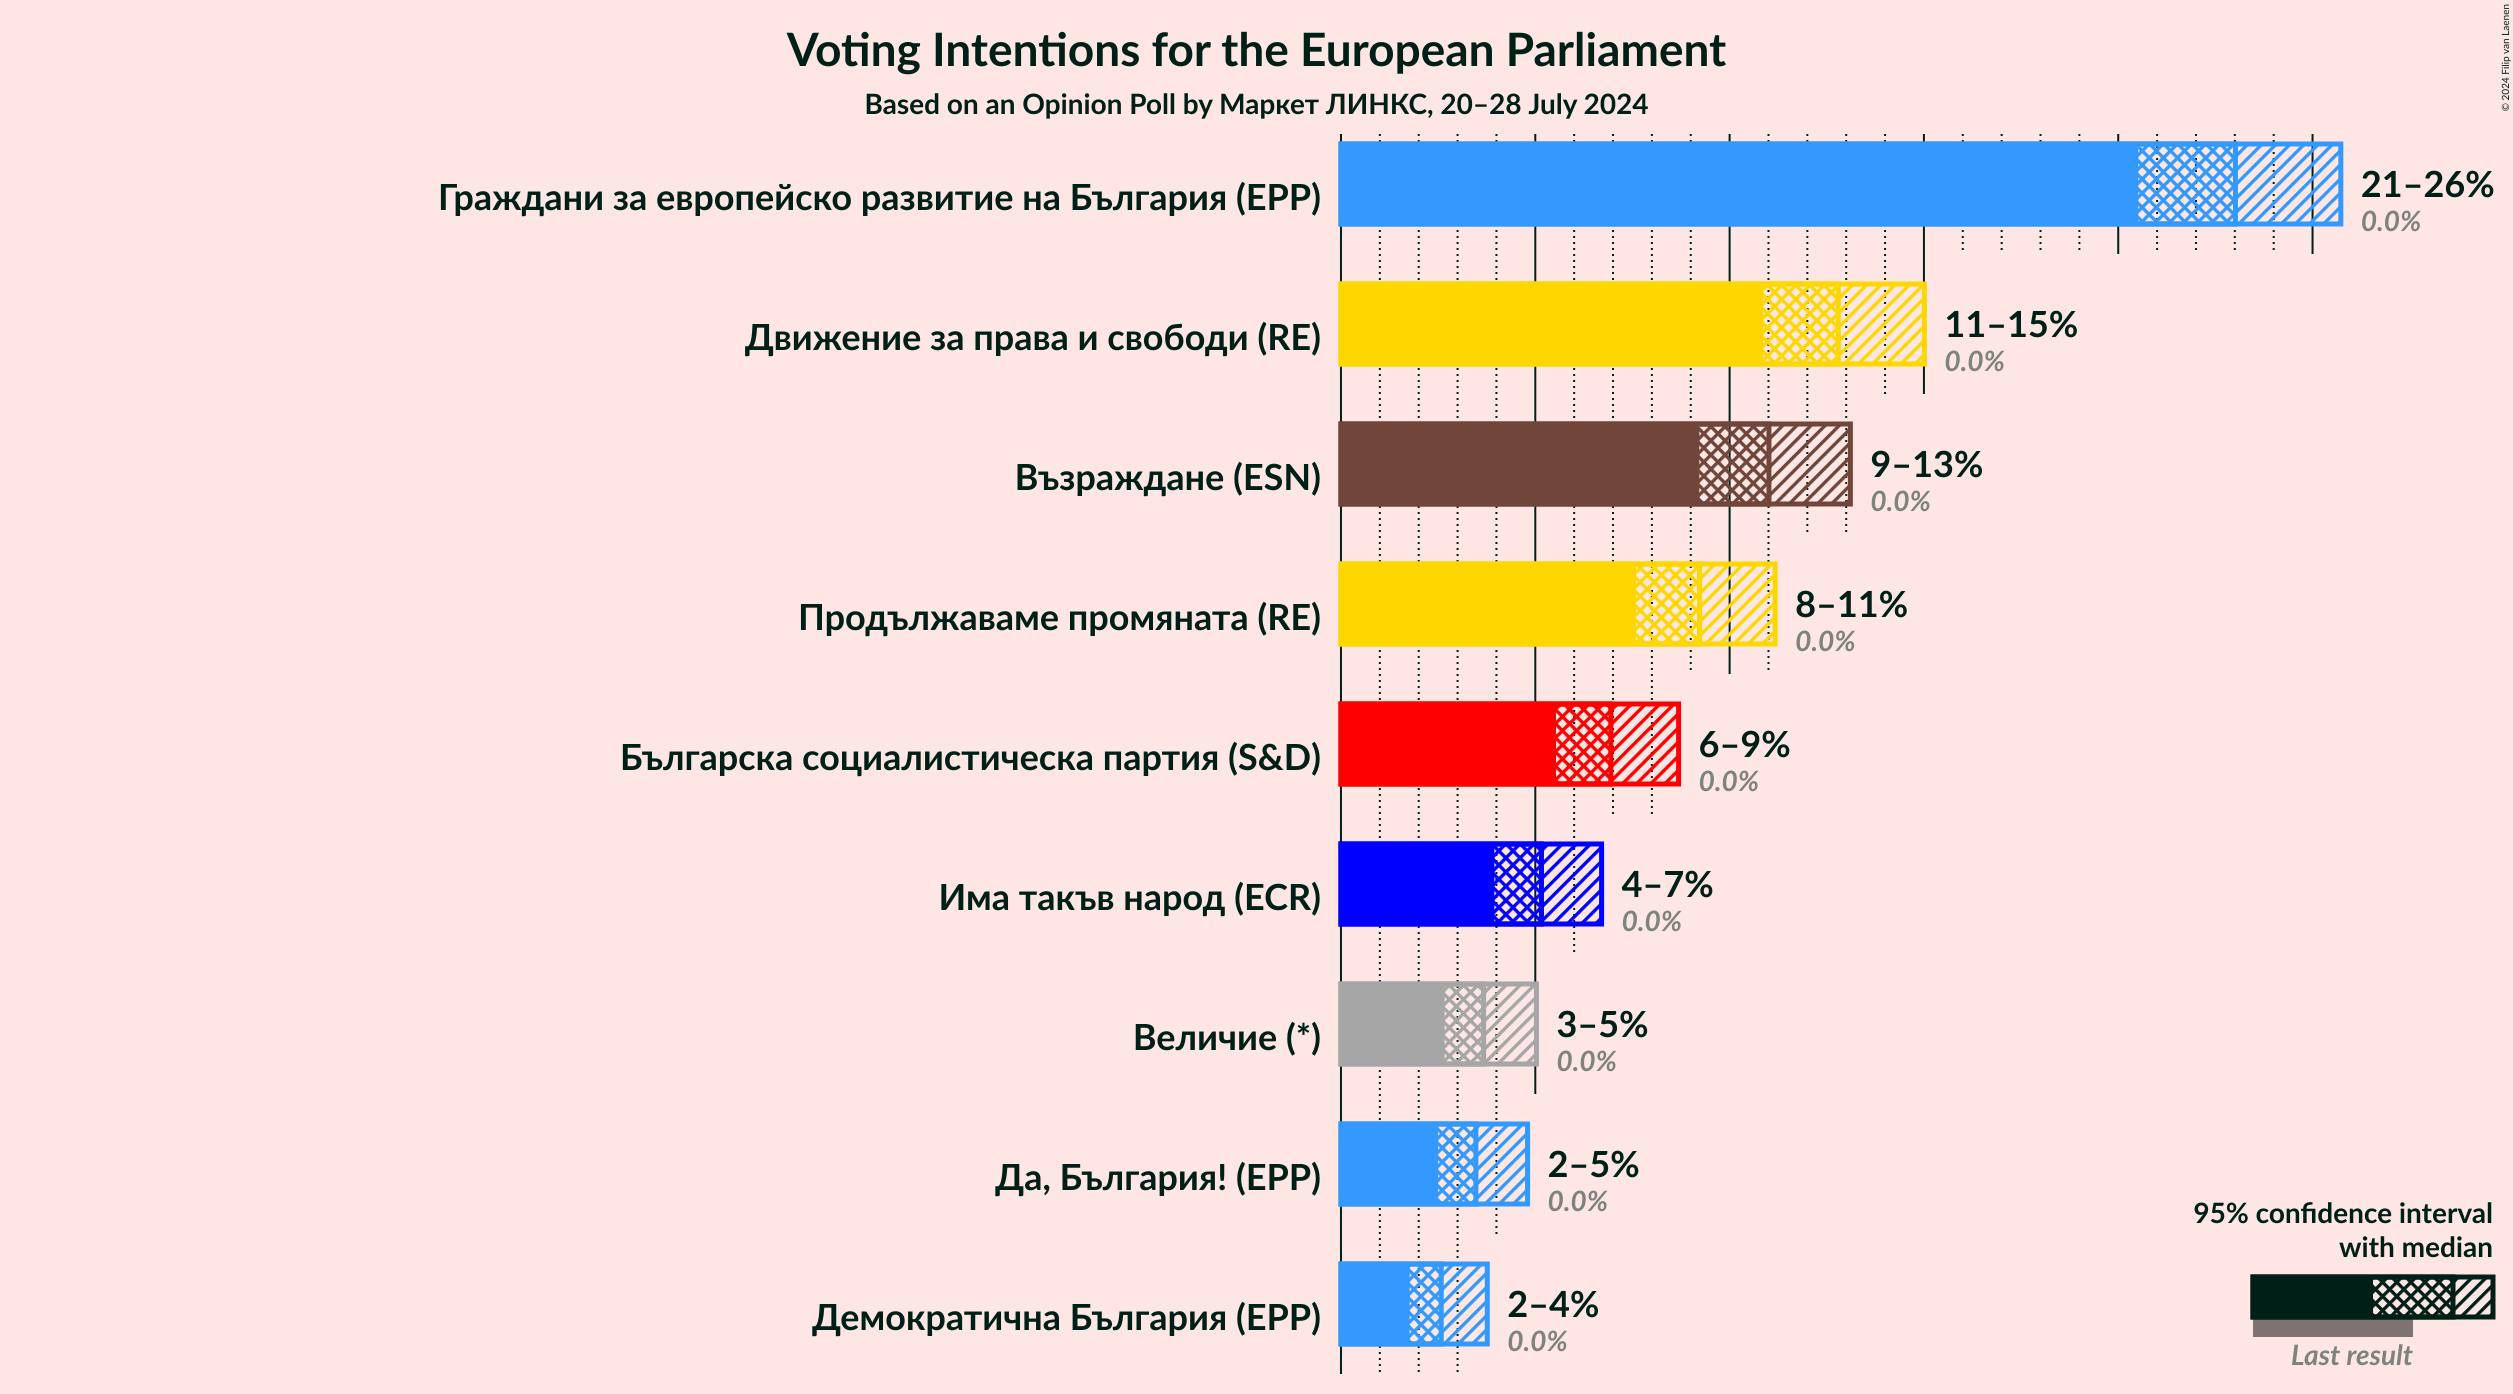 © 2024 Filip van Laenen
Voting Intentions for the European Parliament
Based on an Opinion Poll by Маркет ЛИНКС, 20–28 July 2024
Граждани за европейско развитие на България (EPP)
21–26%
0.0%
Движение за права и свободи (RE)
11–15%
0.0%
Възраждане (ESN)
9–13%
0.0%
Продължаваме промяната (RE)
8–11%
0.0%
Българска социалистическа партия (S&D)
6–9%
0.0%
Има такъв народ (ECR)
4–7%
0.0%
Величие (*)
3–5%
0.0%
Да, България! (EPP)
2–5%
0.0%
Демократична България (EPP)
2–4%
0.0%
95% confidence interval
with median
Last result